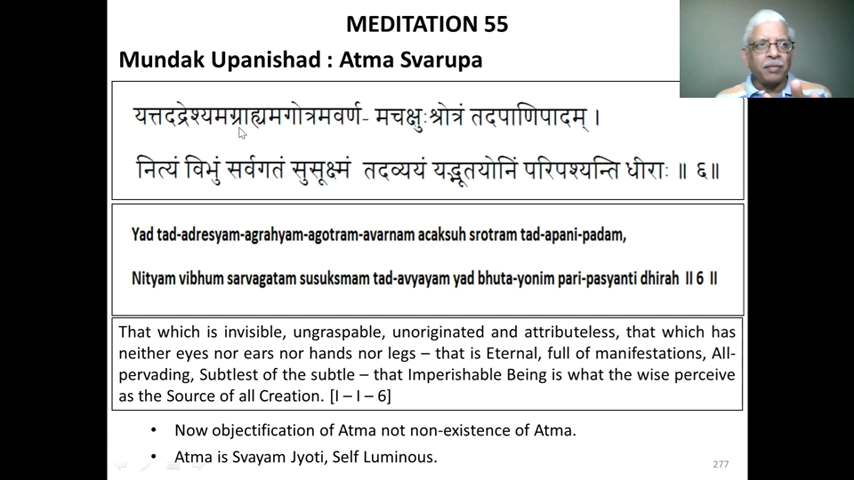 MEDITATION 55
Mundak Upanishad : Atma Svarupa
यत्तदद्रेश्यमग्राह्यमगोत्रमवर्ण- मचक्षुःश्रोत्रं तदपाणिपादम् ।
नित्यं विभुं सर्वगतं सुसूक्ष्मं तदव्ययं यद्भूतयोनिं परिपश्यन्ति धीराः ॥ ६॥
Yad tad-adresyam-agrahyam-agotram-avarnam acaksuh srotram tad-apani-padam,
Nityam vibhum sarvagatam susuksmam tad-avyayam yad bhuta-yonim pari-pasyanti dhirah II 6 II
That which is invisible, ungraspable, unoriginated and attributeless, that which has
neither eyes nor ears nor hands nor legs – that is Eternal, full of manifestations, All-
pervading, Subtlest of the subtle – that Imperishable Being is what the wise perceive
as the Source of all Creation. [I – I – 6]
• Now objectification of Atma not non-existence of Atma.
• Atma is Svayam Jyoti, Self Luminous.
277